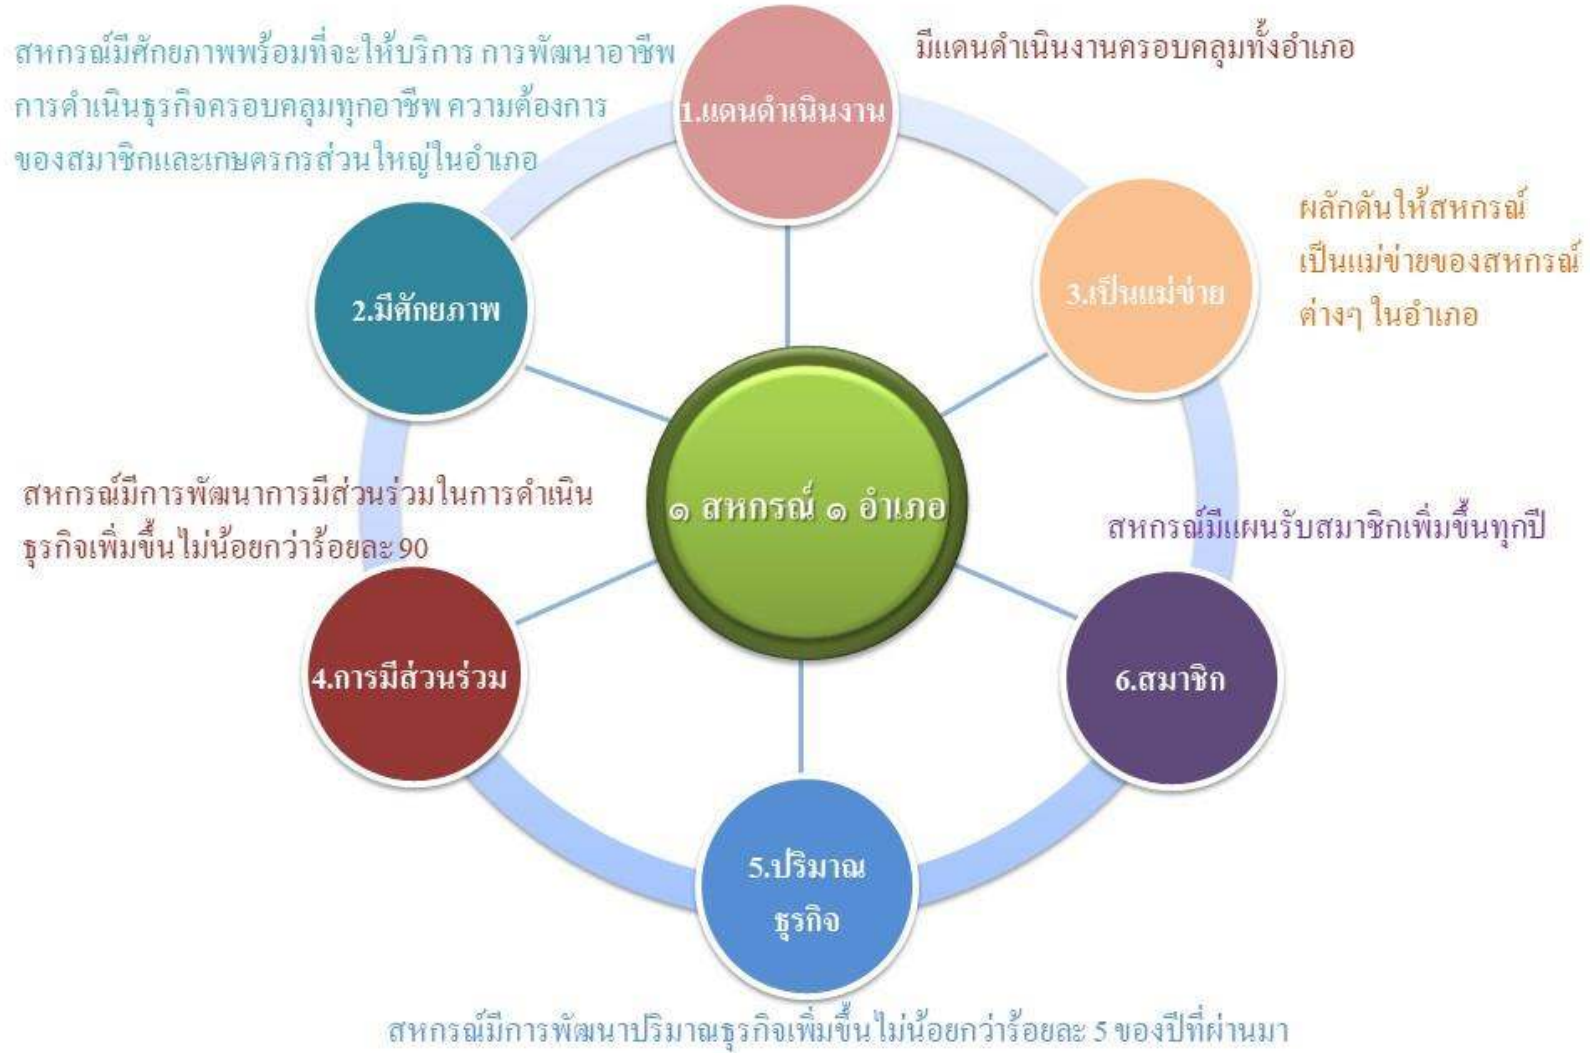 มีแดนดำเนินงานครอบคลุมทั้งอำเภอ
1.แดนดำเนินงาน
สหกรณ์มีศักยภาพพร้อมที่จะให้บริการ การพัฒนาอาชีพ
การดำเนินธุรกิจครอบคลุมทุกอาชีพ ความต้องการ
ของสมาชิกและเกษตรกรส่วนใหญ่ในอำเภอ
2.มีศักยภาพ
ผลักดันให้สหกรณ์
เป็นแม่ข่ายของสหกรณ์
ต่างๆ ในอำเภอ
3.เป็นแม่ข่าย
๑ สหกรณ์ ๑ อำเภอ
สหกรณ์มีการพัฒนาการมีส่วนร่วมในการดำเนิน
ธุรกิจเพิ่มขึ้นไม่น้อยกว่าร้อยละ 90
4.การมีส่วนร่วม
สหกรณ์มีแผนรับสมาชิกเพิ่มขึ้นทุกปี
6.สมาชิก
5.ปริมาณ
ธุรกิจ
สหกรณ์มีการพัฒนาปริมาณธุรกิจเพิ่มขึ้นไม่น้อยกว่าร้อยละ 5 ของปีที่ผ่านมา